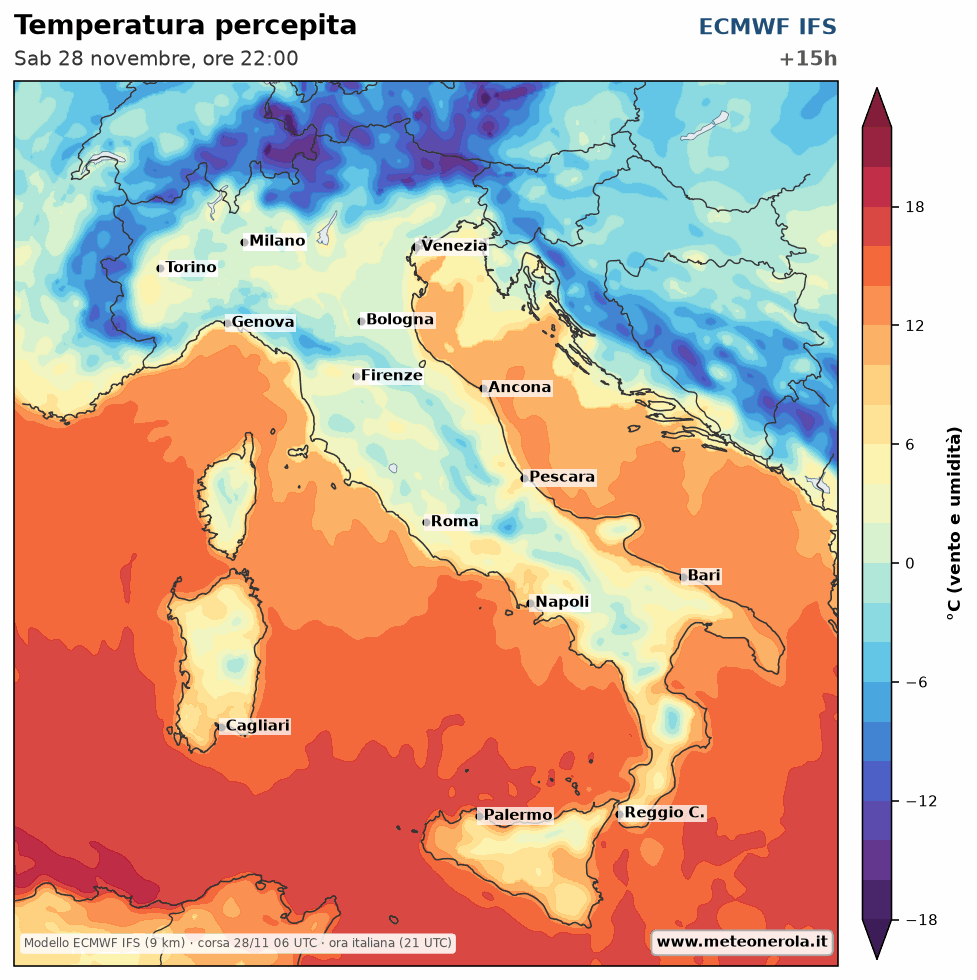 Temperatura percepita
ECMWF IFS
Sab 28 novembre, ore 22:00
+15h
Milano
Venezia
Torino
Genova
Bologna
Firenze
Ancona
Pescara
Roma
Bari
Napoli
Cagliari
Palermo
Reggio C.
18
12
6
0
−6
−12
−18
°C (vento e umidità)
Modello ECMWF IFS (9 km) · corsa 28/11 06 UTC · ora italiana (21 UTC)
www.meteonerola.it